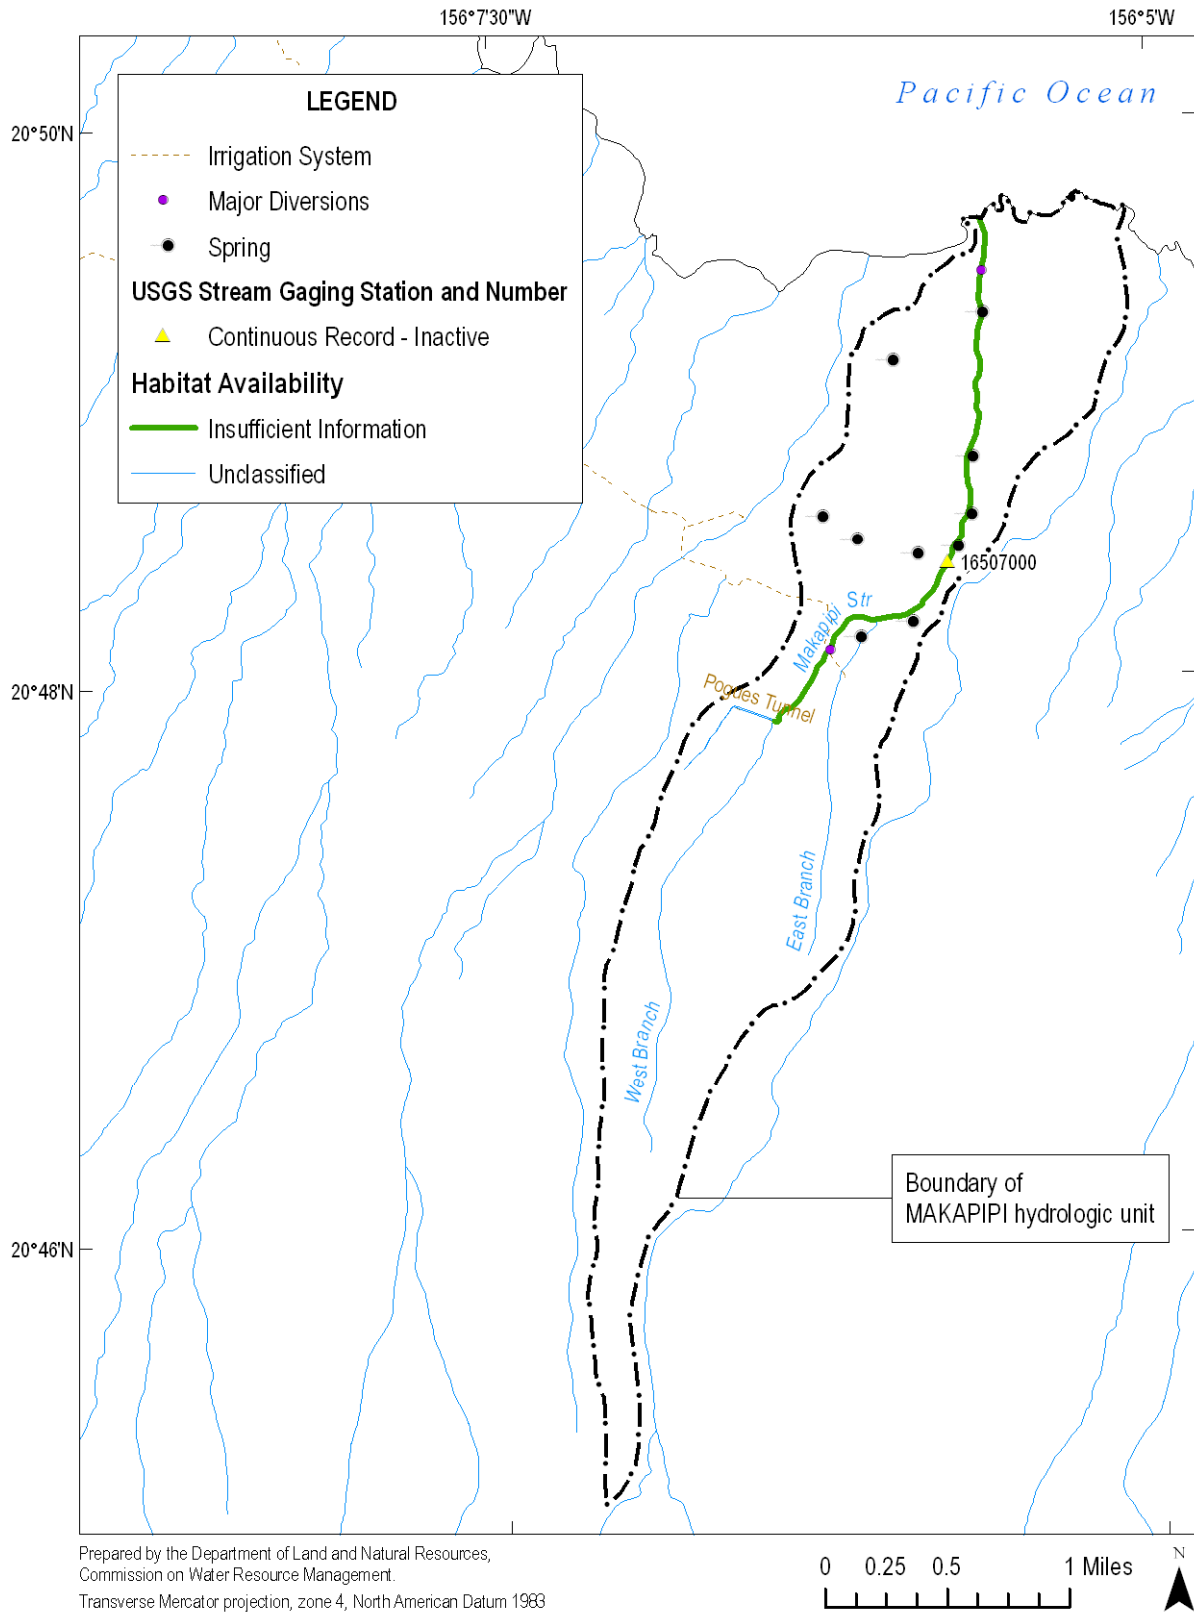 156°7'30"W
156°5'W
Pacific Ocean
20°50'N
LEGEND
Irrigation System
Major Diversions
Spring
USGS Stream Gaging Station and Number
Continuous Record - Inactive
Habitat Availability
Insufficient Information
Unclassified
16507000
Makapipi Str
20°48'N
Pogues Tunnel
East Branch
West Branch
Boundary of
MAKAPIPI hydrologic unit
20°46'N
Prepared by the Department of Land and Natural Resources,
Commission on Water Resource Management.
Transverse Mercator projection, zone 4, North American Datum 1983
0 0.25 0.5 1 Miles
N